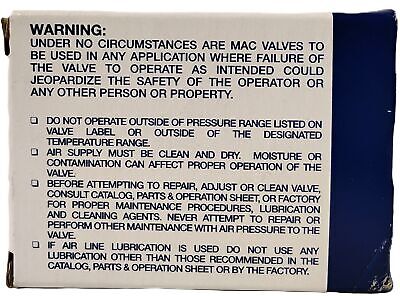 WARNING:
UNDER NO CIRCUMSTANCES ARE MAC VALVES TO
BE USED IN ANY APPLICATION WHERE FAILURE OF
THE VALVE TO OPERATE AS INTENDED COULD
JEOPARDIZE THE SAFETY OF THE OPERATOR OR
ANY OTHER PERSON OR PROPERTY.
❑ DO NOT OPERATE OUTSIDE OF PRESSURE RANGE LISTED ON
VALVE LABEL OR OUTSIDE OF THE DESIGNATED
TEMPERATURE RANGE.
❑ AIR SUPPLY MUST BE CLEAN AND DRY. MOISTURE OR
CONTAMINATION CAN AFFECT PROPER OPERATION OF THE
VALVE.
❑ BEFORE ATTEMPTING TO REPAIR, ADJUST OR CLEAN VALVE,
CONSULT CATALOG, PARTS & OPERATION SHEET, OR FACTORY
FOR PROPER MAINTENANCE PROCEDURES, LUBRICATION
AND CLEANING AGENTS. NEVER ATTEMPT TO REPAIR OR
PERFORM OTHER MAINTENANCE WITH AIR PRESSURE TO THE
VALVE.
❑ IF AIR LINE LUBRICATION IS USED DO NOT USE ANY
LUBRICATION OTHER THAN THOSE RECOMMENDED IN THE
CATALOG, PARTS & OPERATION SHEET OR BY THE FACTORY.